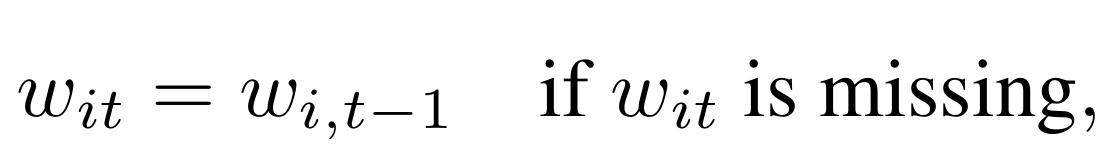 w_{it} = w_{i,t-1} if w_{it} is missing,